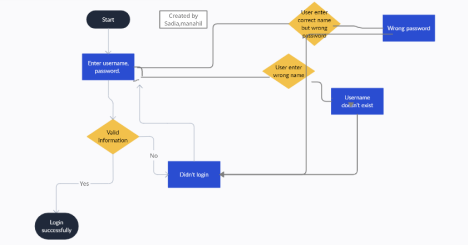 Start
Created by
Sadia,manahil
User enter
correct name
but wrong
password
Wrong password
Enter username,
password.
User enter
wrong name
Username
doesn't exist
Valid
information
No
Didn't login
Yes
Login
successfully